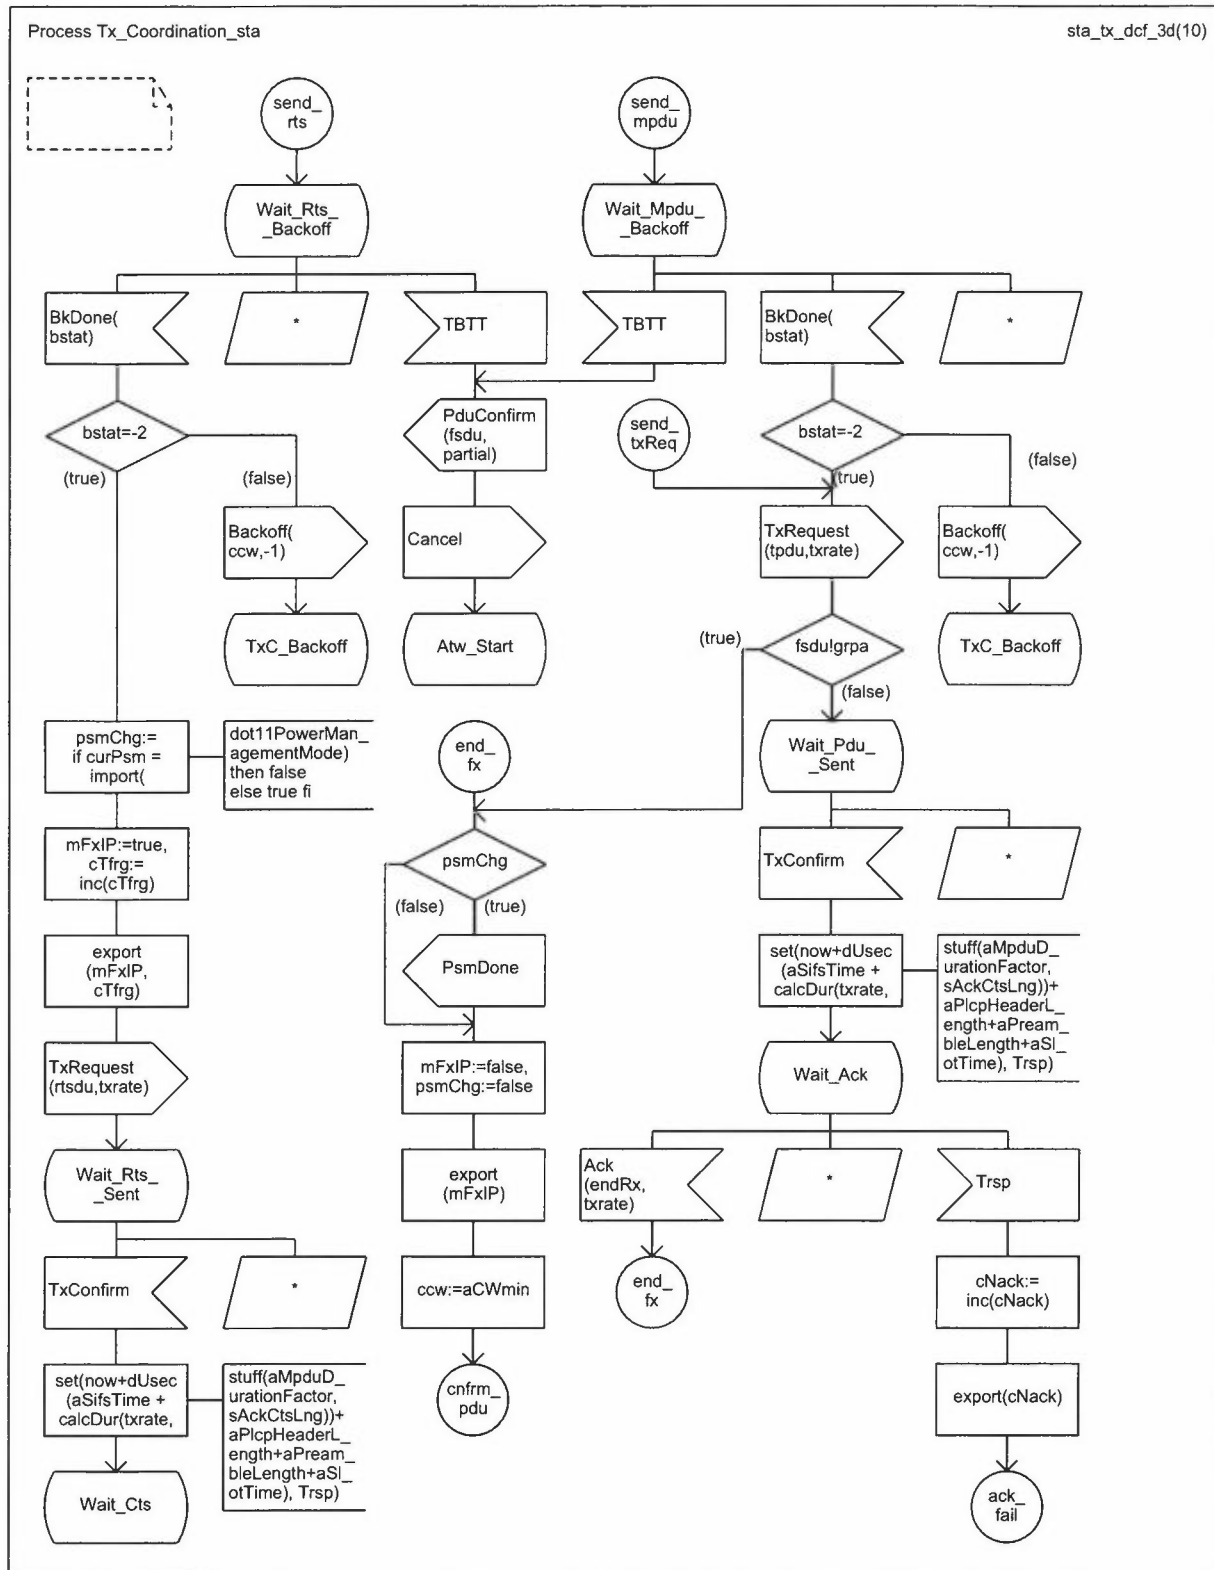 Process Tx_Coordination_sta
sta_tx_dcf_3d(10)
send_
rts
send_
mpdu
Wait_Rts_
_Backoff
Wait_Mpdu_
_Backoff
BkDone(
bstat)
*
TBTT
TBTT
BkDone(
bstat)
*
bstat=-2
(true)
(false)
PduConfirm
(fsdu,
partial)
send_
txReq
bstat=-2
(true)
(false)
Backoff(
ccw,-1)
Cancel
TxRequest
(tpdu,txrate)
Backoff(
ccw,-1)
TxC_Backoff
Atw_Start
(true)
fsdu!grpa
(false)
TxC_Backoff
psmChg:=
if curPsm =
import(
dot11PowerMan_
agementMode)
then false
else true fi
end_
fx
Wait_Pdu_
_Sent
mFxIP:=true,
cTfrg:=
inc(cTfrg)
psmChg
(false)
(true)
TxConfirm
*
export
(mFxIP,
cTfrg)
PsmDone
set(now+dUsec
(aSifsTime +
calcDur(txrate,
stuff(aMpduD_
urationFactor,
sAckCtsLng))+
aPlcpHeaderL_
ength+aPream_
bleLength+aSl_
otTime), Trsp)
TxRequest
(rtsdu,txrate)
mFxIP:=false,
psmChg:=false
Wait_Ack
Wait_Rts_
_Sent
export
(mFxIP)
Ack
(endRx,
txrate)
*
Trsp
TxConfirm
*
ccw:=aCWmin
end_
fx
cNack:=
inc(cNack)
set(now+dUsec
(aSifsTime +
calcDur(txrate,
stuff(aMpduD_
urationFactor,
sAckCtsLng))+
aPlcpHeaderL_
ength+aPream_
bleLength+aSl_
otTime), Trsp)
cnfrm_
pdu
export(cNack)
Wait_Cts
ack_
fail